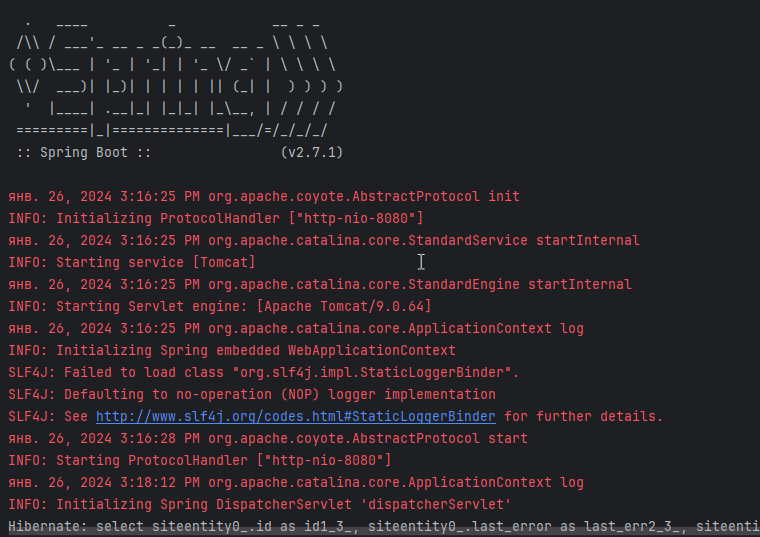 .   ____          _            __ _ _
 /\\ / ___'_ __ _ _(_)_ __  __ _ \ \ \ \
( ( )\___ | '_ | '_| | '_ \/ _` | \ \ \ \
 \\/  ___)| |_)| | | | | || (_| |  ) ) ) )
  '  |____| .__|_| |_|_| |_\__, | / / / /
 =========|_|==============|___/=/_/_/_/
 :: Spring Boot ::                (v2.7.1)
янв. 26, 2024 3:16:25 PM org.apache.coyote.AbstractProtocol init
INFO: Initializing ProtocolHandler ["http-nio-8080"]
янв. 26, 2024 3:16:25 PM org.apache.catalina.core.StandardService startInternal
INFO: Starting service [Tomcat]
янв. 26, 2024 3:16:25 PM org.apache.catalina.core.StandardEngine startInternal
INFO: Starting Servlet engine: [Apache Tomcat/9.0.64]
янв. 26, 2024 3:16:25 PM org.apache.catalina.core.ApplicationContext log
INFO: Initializing Spring embedded WebApplicationContext
SLF4J: Failed to load class "org.slf4j.impl.StaticLoggerBinder".
SLF4J: Defaulting to no-operation (NOP) logger implementation
SLF4J: See http://www.slf4j.org/codes.html#StaticLoggerBinder for further details.
янв. 26, 2024 3:16:28 PM org.apache.coyote.AbstractProtocol start
INFO: Starting ProtocolHandler ["http-nio-8080"]
янв. 26, 2024 3:18:12 PM org.apache.catalina.core.ApplicationContext log
INFO: Initializing Spring DispatcherServlet 'dispatcherServlet'
Hibernate: select siteentity0_.id as id1_3_, siteentity0_.last_error as last_err2_3_, siteenti